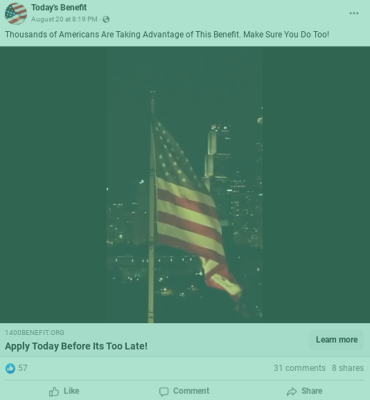 Today's Benefit
August 20 at 8:19 PM ·
Thousands of Americans Are Taking Advantage of This Benefit. Make Sure You Do Too!
1400BENEFIT.ORG
Apply Today Before Its Too Late!
Learn more
57
31 comments 8 shares
Like
Comment
Share